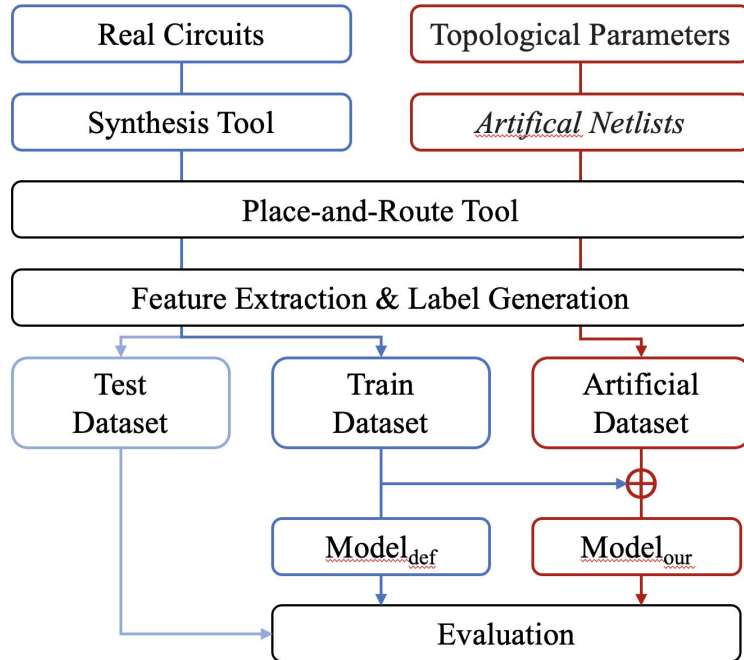 Real Circuits
Topological Parameters
Synthesis Tool
Artifical Netlists
Place-and-Route Tool
Feature Extraction & Label Generation
Test
Dataset
Train
Dataset
Artificial
Dataset
Modeldef
Modelour
Evaluation